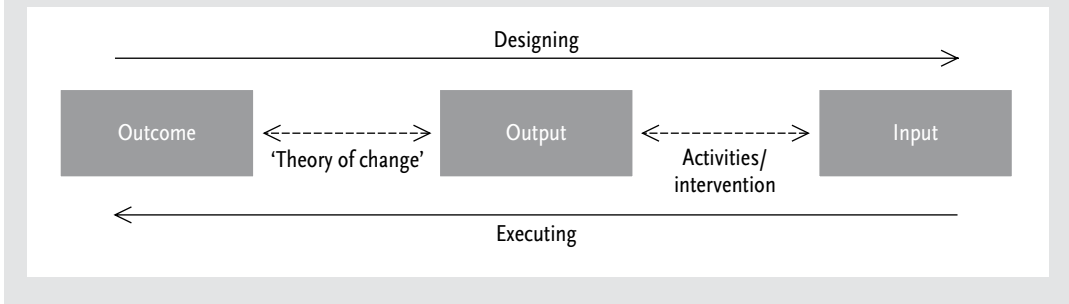 Designing
Outcome
Output
Input
‘Theory of change’
Activities/
intervention
Executing